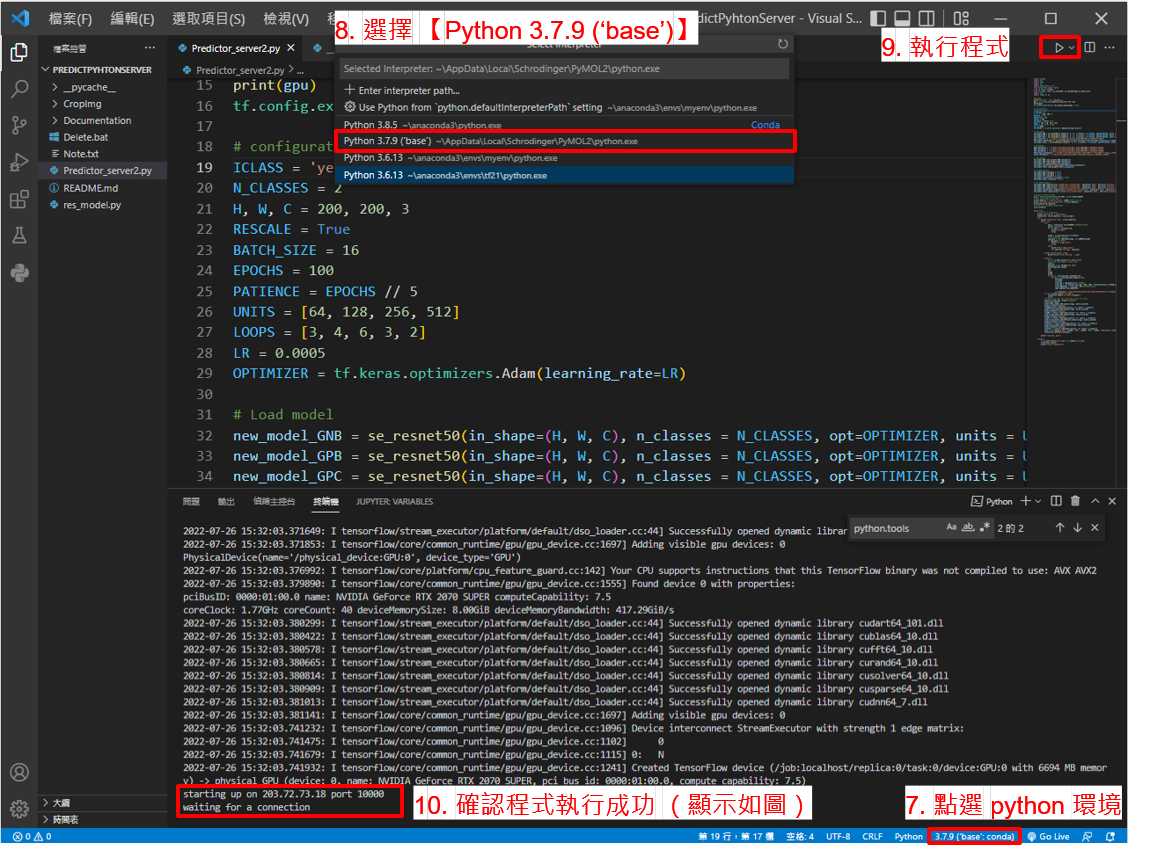 檔案(F) 編輯(E) 選取項目(S) 檢視(V)
8. 選擇【Python 3.7.9 (‘base’)】
dictPyhtonServer - Visual S...
9. 執行程式
檔案總管
PREDICTPYHTONSERVER
__pycache__
CropImg
Documentation
Delete.bat
Note.txt
Predictor_server2.py
README.md
res_model.py
大綱
時間表
Predictor_server2.py
Predictor_server2.py > ...
Select Interpreter
Selected Interpreter: ~\AppData\Local\Schrodinger\PyMOL2\python.exe
Enter interpreter path...
Use Python from `python.defaultInterpreterPath` setting ~\anaconda3\envs\myenv\python.exe
Python 3.8.5 ~\anaconda3\python.exe Conda
Python 3.7.9 ('base') ~\AppData\Local\Schrodinger\PyMOL2\python.exe
Python 3.6.13 ~\anaconda3\envs\myenv\python.exe
Python 3.6.13 ~\anaconda3\envs\tf21\python.exe
15 print(gpu)
16 tf.config.ex
17
18 # configurat
19 ICLASS = 'ye
20 N_CLASSES = 2
21 H, W, C = 200, 200, 3
22 RESCALE = True
23 BATCH_SIZE = 16
24 EPOCHS = 100
25 PATIENCE = EPOCHS // 5
26 UNITS = [64, 128, 256, 512]
27 LOOPS = [3, 4, 6, 3, 2]
28 LR = 0.0005
29 OPTIMIZER = tf.keras.optimizers.Adam(learning_rate=LR)
30
31 # Load model
32 new_model_GNB = se_resnet50(in_shape=(H, W, C), n_classes = N_CLASSES, opt=OPTIMIZER, units = U
33 new_model_GPB = se_resnet50(in_shape=(H, W, C), n_classes = N_CLASSES, opt=OPTIMIZER, units = U
34 new_model_GPC = se_resnet50(in_shape=(H, W, C), n_classes = N_CLASSES, opt=OPTIMIZER, units = U
問題 輸出 偵錯主控台 終端機 JUPYTER: VARIABLES
Python
python.tools Aa ab 2 的 2
2022-07-26 15:32:03.371649: I tensorflow/stream_executor/platform/default/dso_loader.cc:44] Successfully opened dynamic librar
2022-07-26 15:32:03.371853: I tensorflow/core/common_runtime/gpu/gpu_device.cc:1697] Adding visible gpu devices: 0
PhysicalDevice(name='/physical_device:GPU:0', device_type='GPU')
2022-07-26 15:32:03.376992: I tensorflow/core/platform/cpu_feature_guard.cc:142] Your CPU supports instructions that this TensorFlow binary was not compiled to use: AVX AVX2
2022-07-26 15:32:03.379890: I tensorflow/core/common_runtime/gpu/gpu_device.cc:1555] Found device 0 with properties:
pciBusID: 0000:01:00.0 name: NVIDIA GeForce RTX 2070 SUPER computeCapability: 7.5
coreClock: 1.77GHz coreCount: 40 deviceMemorySize: 8.00GiB deviceMemoryBandwidth: 417.29GiB/s
2022-07-26 15:32:03.380299: I tensorflow/stream_executor/platform/default/dso_loader.cc:44] Successfully opened dynamic library cudart64_101.dll
2022-07-26 15:32:03.380422: I tensorflow/stream_executor/platform/default/dso_loader.cc:44] Successfully opened dynamic library cublas64_10.dll
2022-07-26 15:32:03.380578: I tensorflow/stream_executor/platform/default/dso_loader.cc:44] Successfully opened dynamic library cufft64_10.dll
2022-07-26 15:32:03.380665: I tensorflow/stream_executor/platform/default/dso_loader.cc:44] Successfully opened dynamic library curand64_10.dll
2022-07-26 15:32:03.380814: I tensorflow/stream_executor/platform/default/dso_loader.cc:44] Successfully opened dynamic library cusolver64_10.dll
2022-07-26 15:32:03.380909: I tensorflow/stream_executor/platform/default/dso_loader.cc:44] Successfully opened dynamic library cusparse64_10.dll
2022-07-26 15:32:03.381013: I tensorflow/stream_executor/platform/default/dso_loader.cc:44] Successfully opened dynamic library cudnn64_7.dll
2022-07-26 15:32:03.381141: I tensorflow/core/common_runtime/gpu/gpu_device.cc:1697] Adding visible gpu devices: 0
2022-07-26 15:32:03.741232: I tensorflow/core/common_runtime/gpu/gpu_device.cc:1096] Device interconnect StreamExecutor with strength 1 edge matrix:
2022-07-26 15:32:03.741475: I tensorflow/core/common_runtime/gpu/gpu_device.cc:1102] 0
2022-07-26 15:32:03.741679: I tensorflow/core/common_runtime/gpu/gpu_device.cc:1115] 0: N
2022-07-26 15:32:03.741932: I tensorflow/core/common_runtime/gpu/gpu_device.cc:1241] Created TensorFlow device (/job:localhost/replica:0/task:0/device:GPU:0 with 6694 MB memor
y) -> physical GPU (device: 0, name: NVIDIA GeForce RTX 2070 SUPER, pci bus id: 0000:01:00.0, compute capability: 7.5)
starting up on 203.72.73.18 port 10000
waiting for a connection
10. 確認程式執行成功（顯示如圖）
7. 點選 python 環境
0 0 第 19 行，第 17 欄 空格: 4 UTF-8 CRLF Python 3.7.9 ('base': conda) Go Live